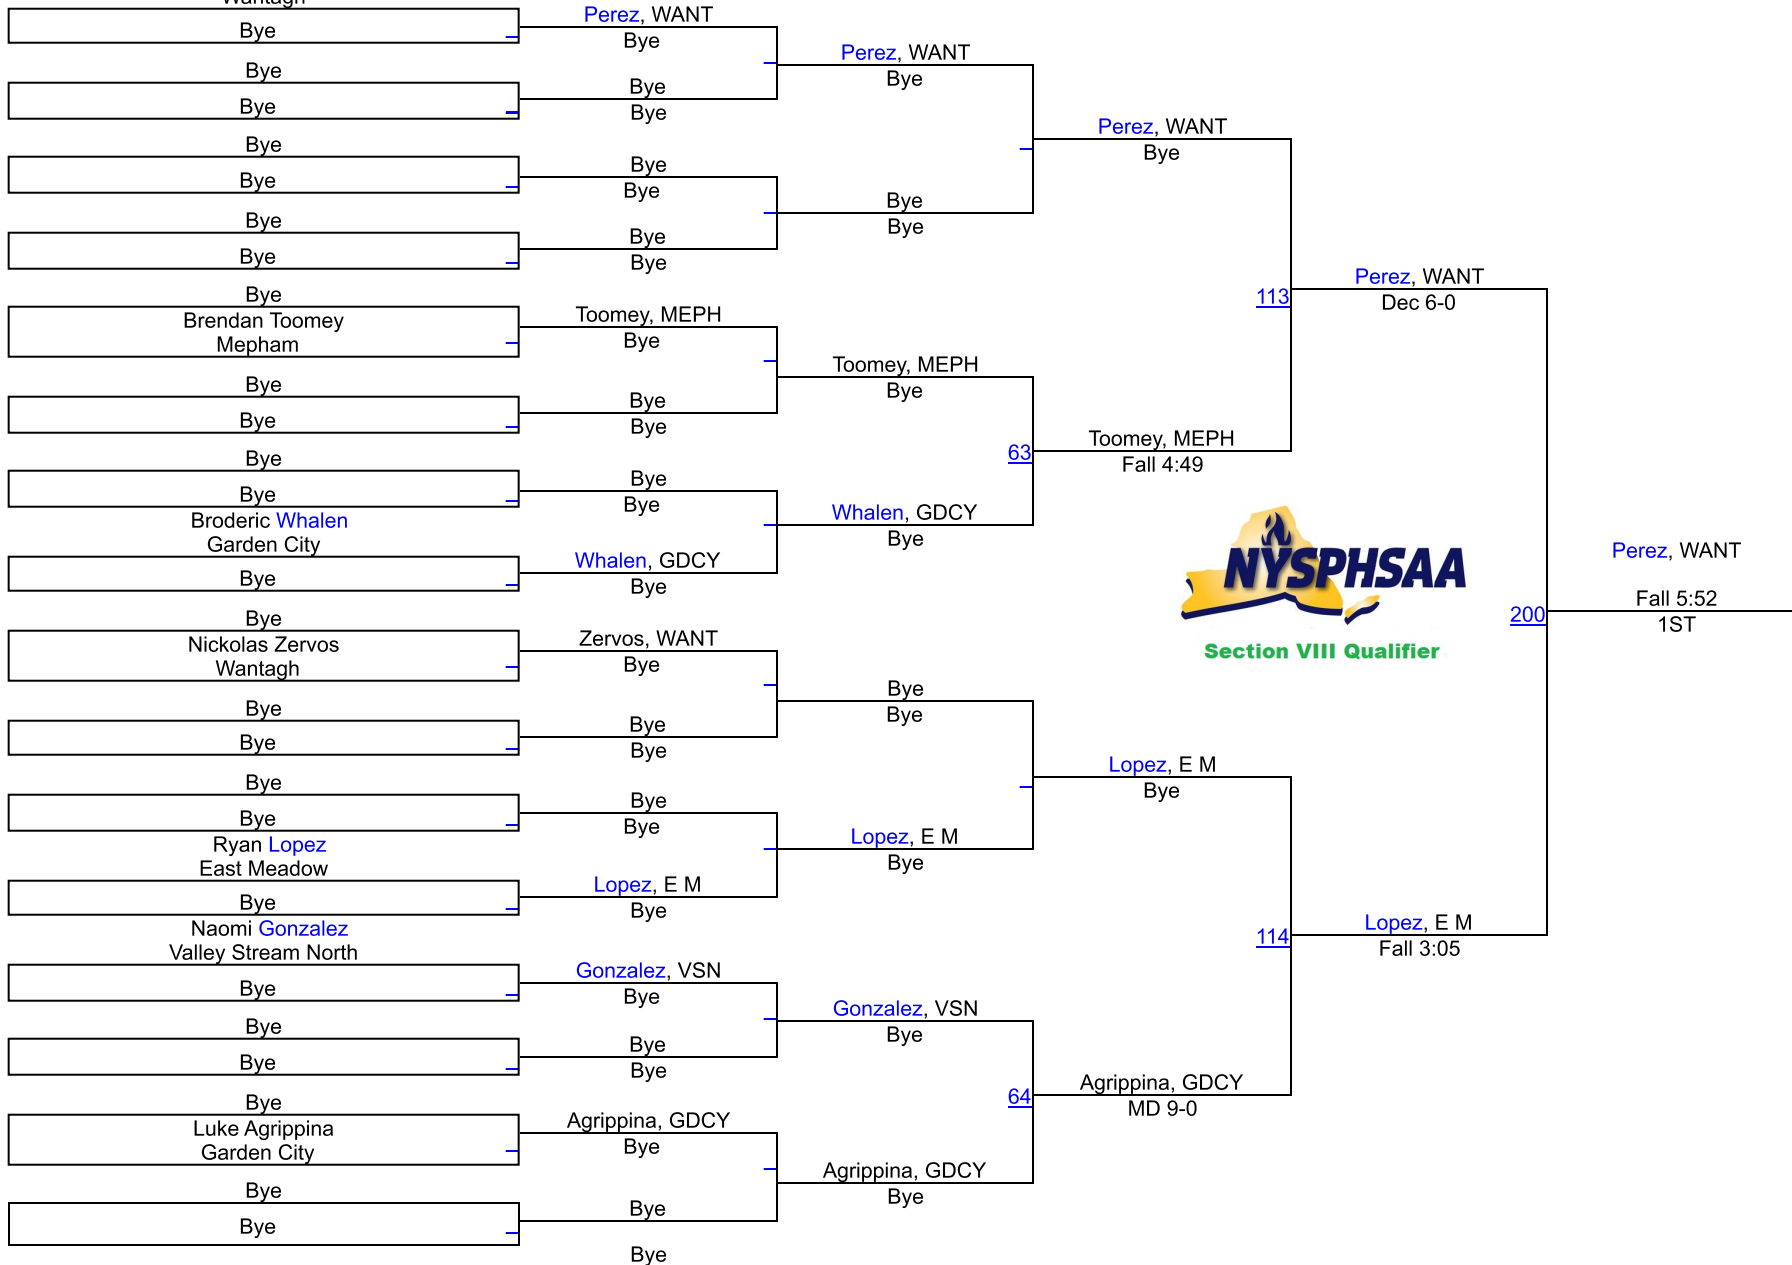 Wantagh
Bye
Bye
Bye
Bye
Bye
Bye
Bye
Bye
Brendan Toomey
Mepham
Bye
Bye
Bye
Bye
Broderic Whalen
Garden City
Bye
Bye
Nickolas Zervos
Wantagh
Bye
Bye
Bye
Bye
Ryan Lopez
East Meadow
Bye
Naomi Gonzalez
Valley Stream North
Bye
Bye
Bye
Bye
Luke Agrippina
Garden City
Bye
Bye
Perez, WANT
Bye
Bye
Bye
Bye
Bye
Bye
Bye
Toomey, MEPH
Bye
Bye
Bye
Bye
Bye
Whalen, GDCY
Bye
Zervos, WANT
Bye
Bye
Bye
Bye
Bye
Lopez, E M
Bye
Gonzalez, VSN
Bye
Bye
Bye
Agrippina, GDCY
Bye
Bye
Bye
Perez, WANT
Bye
Bye
Bye
Toomey, MEPH
Bye
63
Whalen, GDCY
Bye
Bye
Bye
Lopez, E M
Bye
Gonzalez, VSN
Bye
64
Agrippina, GDCY
Bye
Perez, WANT
Bye
113
Toomey, MEPH
Fall 4:49
NYSPHSAA
Section VIII Qualifier
Lopez, E M
Bye
114
Agrippina, GDCY
MD 9-0
Perez, WANT
Dec 6-0
200
Lopez, E M
Fall 3:05
Perez, WANT
Fall 5:52
1ST